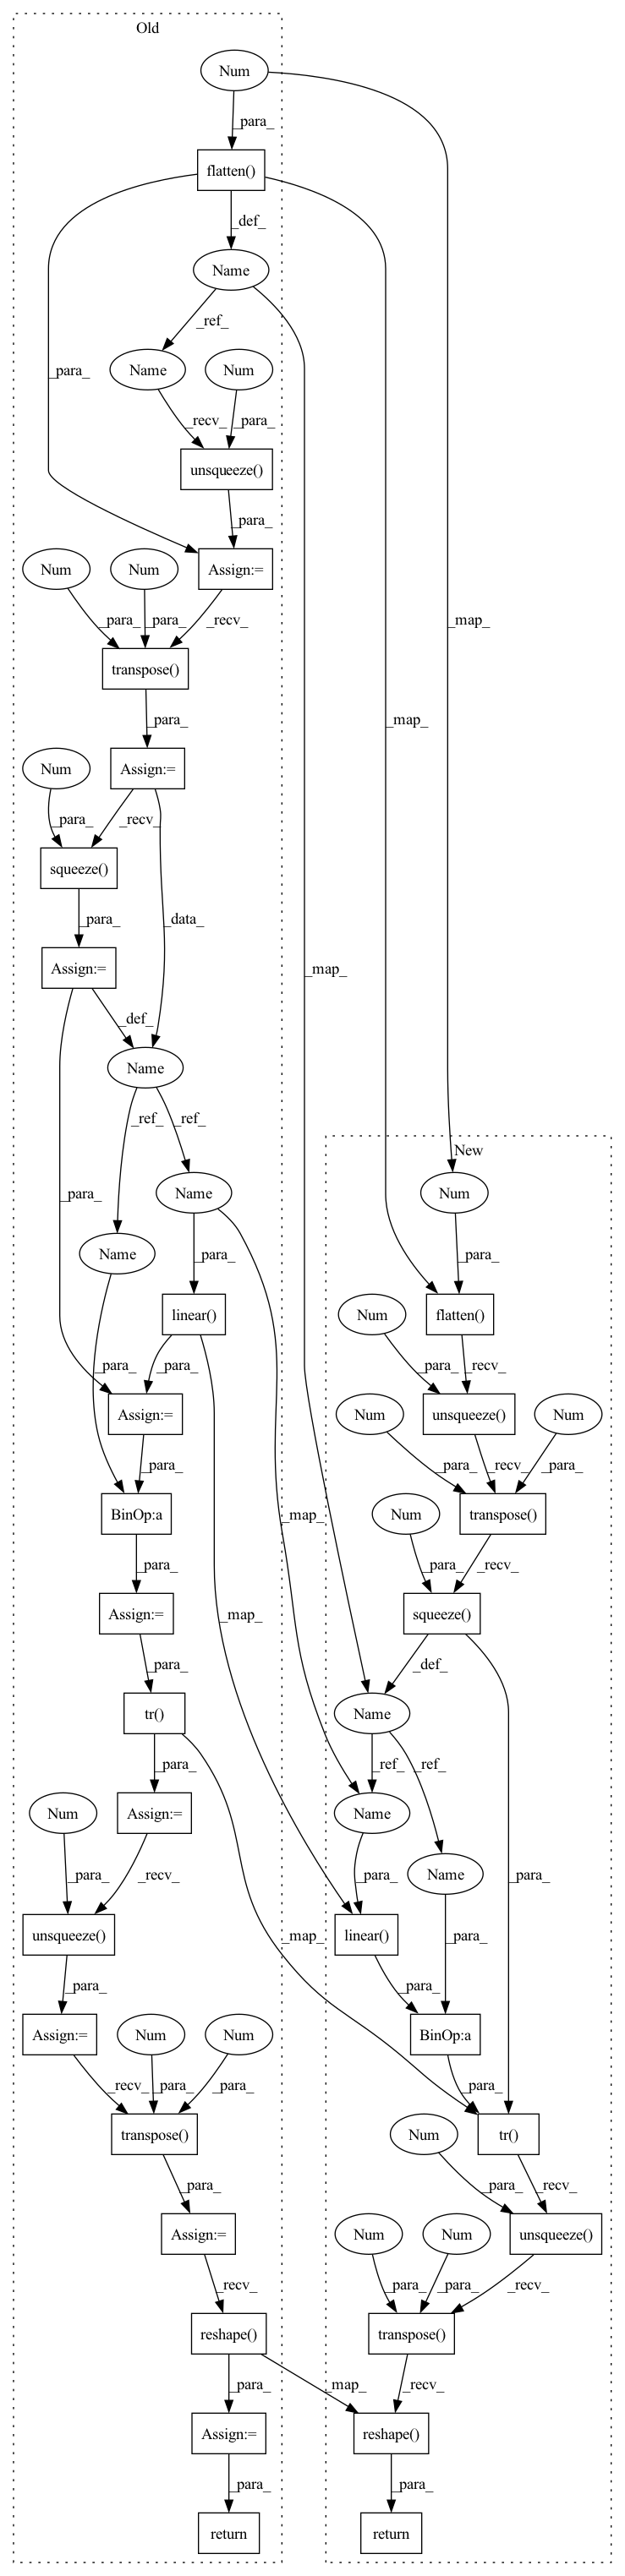 Old
Num
_para_
flatten()
_def_
Name
_ref_
_para_
Name
Num
_recv_
_para_
unsqueeze()
_para_
Num
Num
Assign:=
_para_
_para_
_recv_
_map_
transpose()
_para_
_map_
Num
Assign:=
_para_
_recv_
squeeze()
_para_
_data_
Assign:=
_map_
_def_
Name
_ref_
_ref_
New
Name
Num
_para_
Name
_para_
_para_
linear()
Num
flatten()
_para_
_para_
_para_
_recv_
Assign:=
Num
unsqueeze()
Num
_para_
_para_
_recv_
_para_
BinOp:a
_map_
Num
transpose()
_para_
_para_
_recv_
Assign:=
_map_
squeeze()
_para_
_def_
tr()
Name
_para_
_ref_
_ref_
Num
Assign:=
Name
_para_
_recv_
_para_
Name
_para_
unsqueeze()
_map_
linear()
_para_
_para_
_para_
Assign:=
Num
Num
BinOp:a
_recv_
_para_
_para_
_para_
transpose()
Num
tr()
_para_
_para_
_recv_
Assign:=
Num
Num
unsqueeze()
_recv_
_para_
_para_
_recv_
reshape()
transpose()
_para_
_map_
_recv_
Assign:=
reshape()
_para_
_para_
return
return